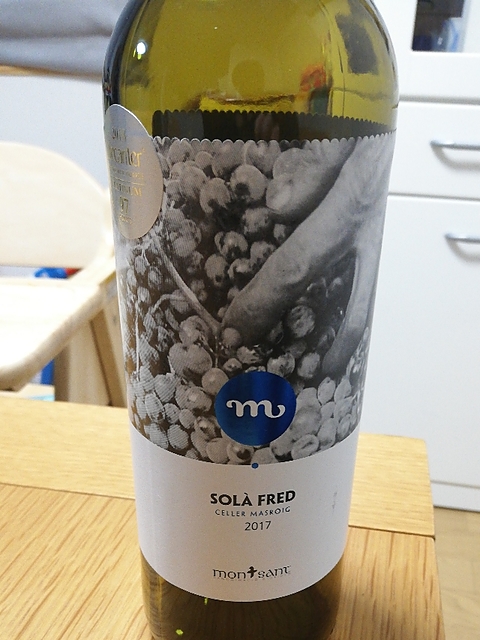 m
SOLÀ FRED
CELLER MASROIG
2017
montsant